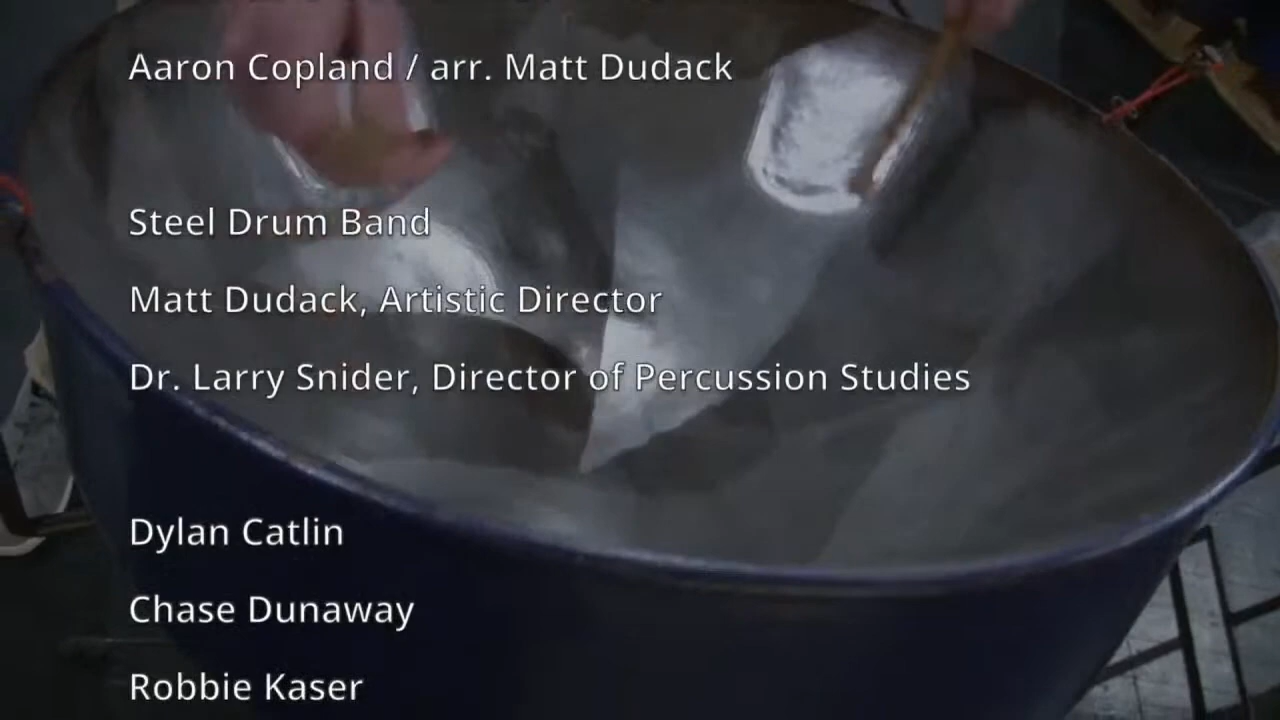 Aaron Copland / arr. Matt Dudack
Steel Drum Band
Matt Dudack, Artistic Director
Dr. Larry Snider, Director of Percussion Studies
Dylan Catlin
Chase Dunaway
Robbie Kaser